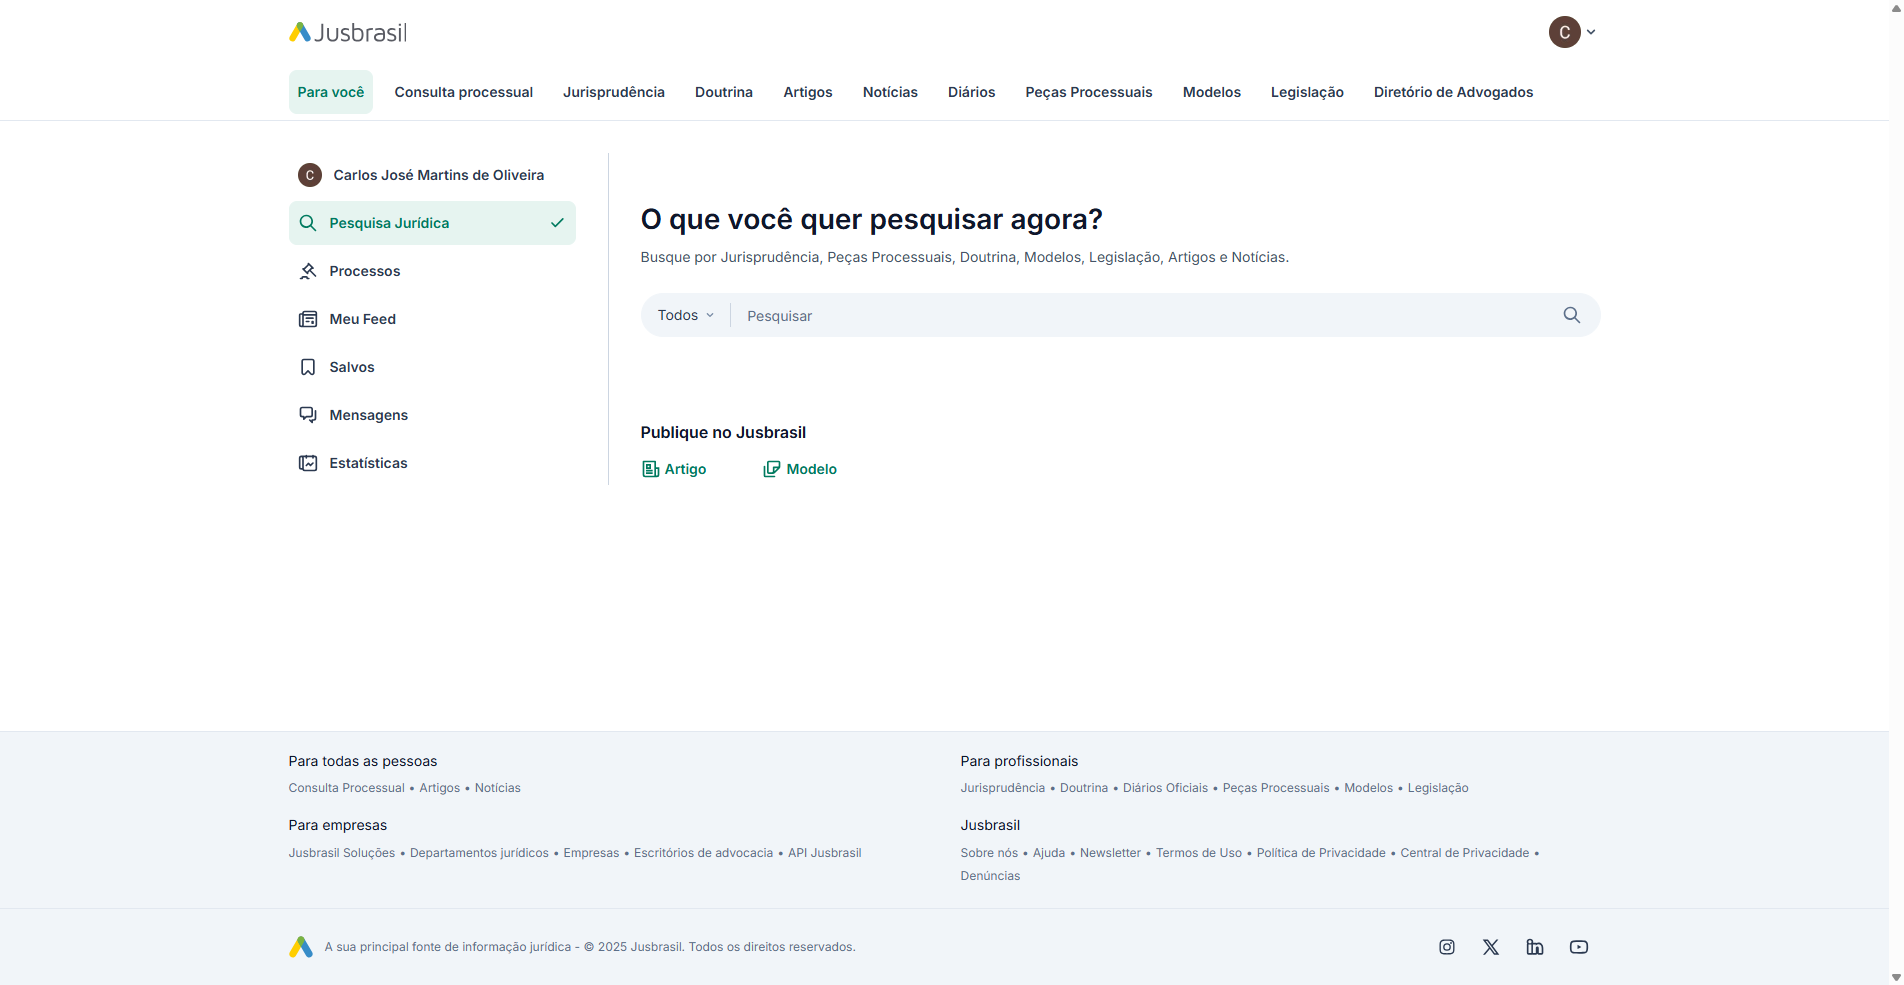 Jusbrasil
C
Para você Consulta processual Jurisprudência Doutrina Artigos Notícias Diários Peças Processuais Modelos Legislação Diretório de Advogados
C Carlos José Martins de Oliveira
Pesquisa Jurídica
Processos
Meu Feed
Salvos
Mensagens
Estatísticas
O que você quer pesquisar agora?
Busque por Jurisprudência, Peças Processuais, Doutrina, Modelos, Legislação, Artigos e Notícias.
Todos Pesquisar
Publique no Jusbrasil
Artigo Modelo
Para todas as pessoas
Consulta Processual • Artigos • Notícias
Para profissionais
Jurisprudência • Doutrina • Diários Oficiais • Peças Processuais • Modelos • Legislação
Para empresas
Jusbrasil Soluções • Departamentos jurídicos • Empresas • Escritórios de advocacia • API Jusbrasil
Jusbrasil
Sobre nós • Ajuda • Newsletter • Termos de Uso • Política de Privacidade • Central de Privacidade •
Denúncias
A sua principal fonte de informação jurídica - © 2025 Jusbrasil. Todos os direitos reservados.